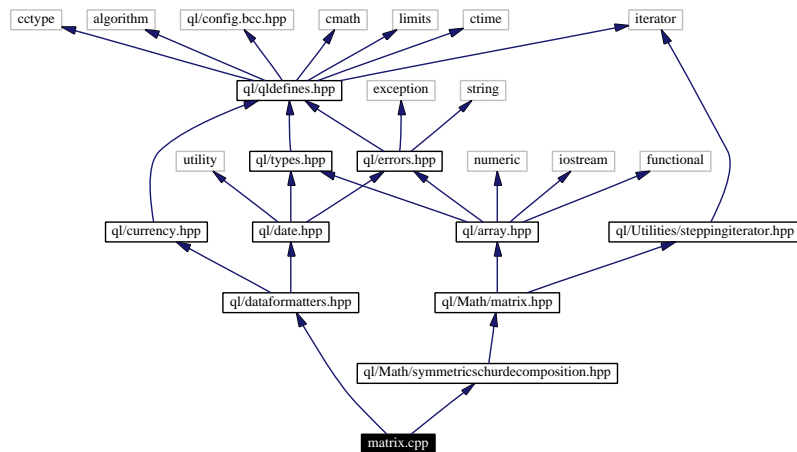 cctype
algorithm
ql/config.bcc.hpp
cmath
limits
ctime
iterator
ql/qldefines.hpp
exception
string
utility
ql/types.hpp
ql/errors.hpp
numeric
iostream
functional
ql/currency.hpp
ql/date.hpp
ql/array.hpp
ql/Utilities/steppingiterator.hpp
ql/dataformatters.hpp
ql/Math/matrix.hpp
ql/Math/symmetricschurdecomposition.hpp
matrix.cpp